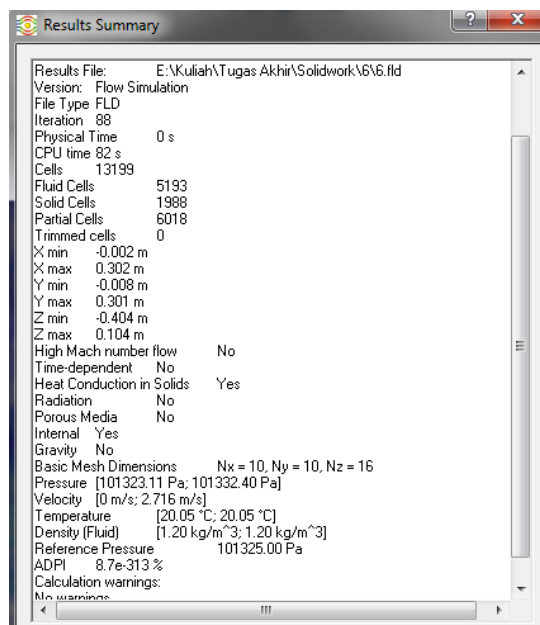 Results Summary
Results File: E:\Kuliah\Tugas Akhir\Solidwork\6\6.fld
Version: Flow Simulation
File Type FLD
Iteration 88
Physical Time 0 s
CPU time 82 s
Cells 13199
Fluid Cells 5193
Solid Cells 1988
Partial Cells 6018
Trimmed cells 0
X min -0.002 m
X max 0.302 m
Y min -0.008 m
Y max 0.301 m
Z min -0.404 m
Z max 0.104 m
High Mach number flow No
Time-dependent No
Heat Conduction in Solids Yes
Radiation No
Porous Media No
Internal Yes
Gravity No
Basic Mesh Dimensions Nx = 10, Ny = 10, Nz = 16
Pressure [101323.11 Pa; 101332.40 Pa]
Velocity [0 m/s; 2.716 m/s]
Temperature [20.05 °C; 20.05 °C]
Density (Fluid) [1.20 kg/m^3; 1.20 kg/m^3]
Reference Pressure 101325.00 Pa
ADPI 8.7e-313 %
Calculation warnings:
No warnings